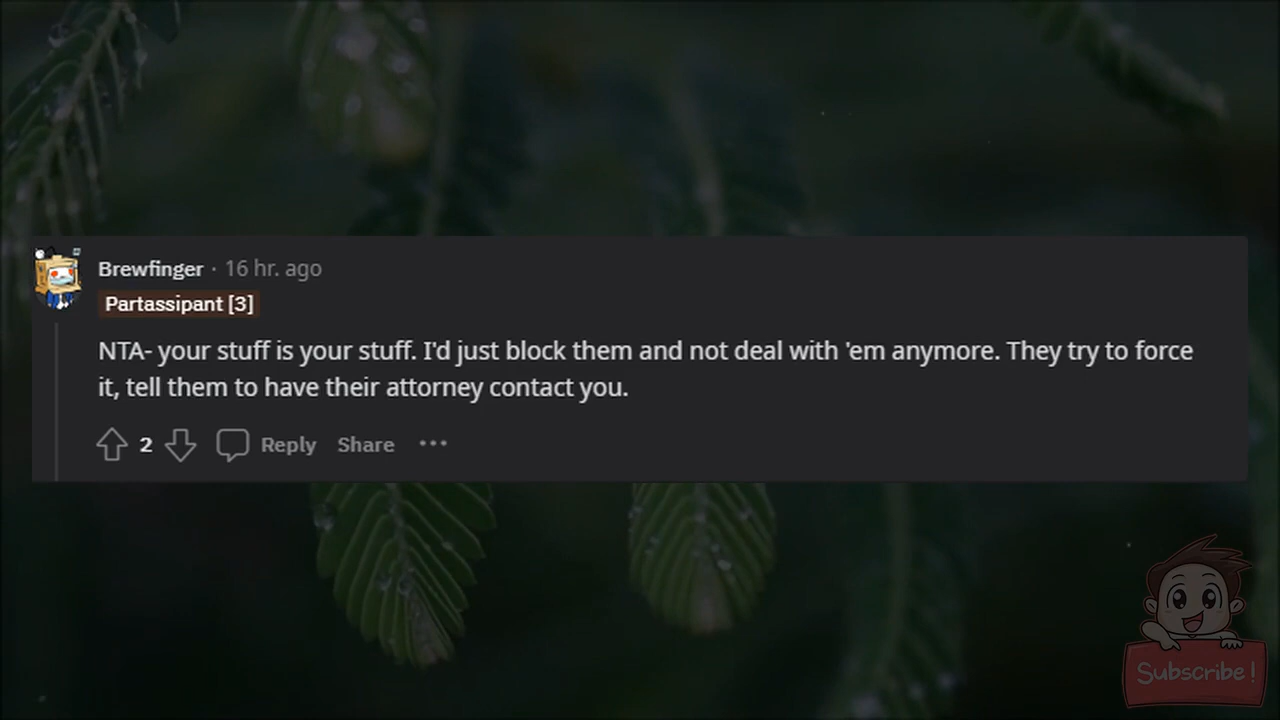 Brewfinger · 16 hr. ago
Partassipant [3]
NTA- your stuff is your stuff. I'd just block them and not deal with 'em anymore. They try to force
it, tell them to have their attorney contact you.
2 Reply Share ···
Subscribe!